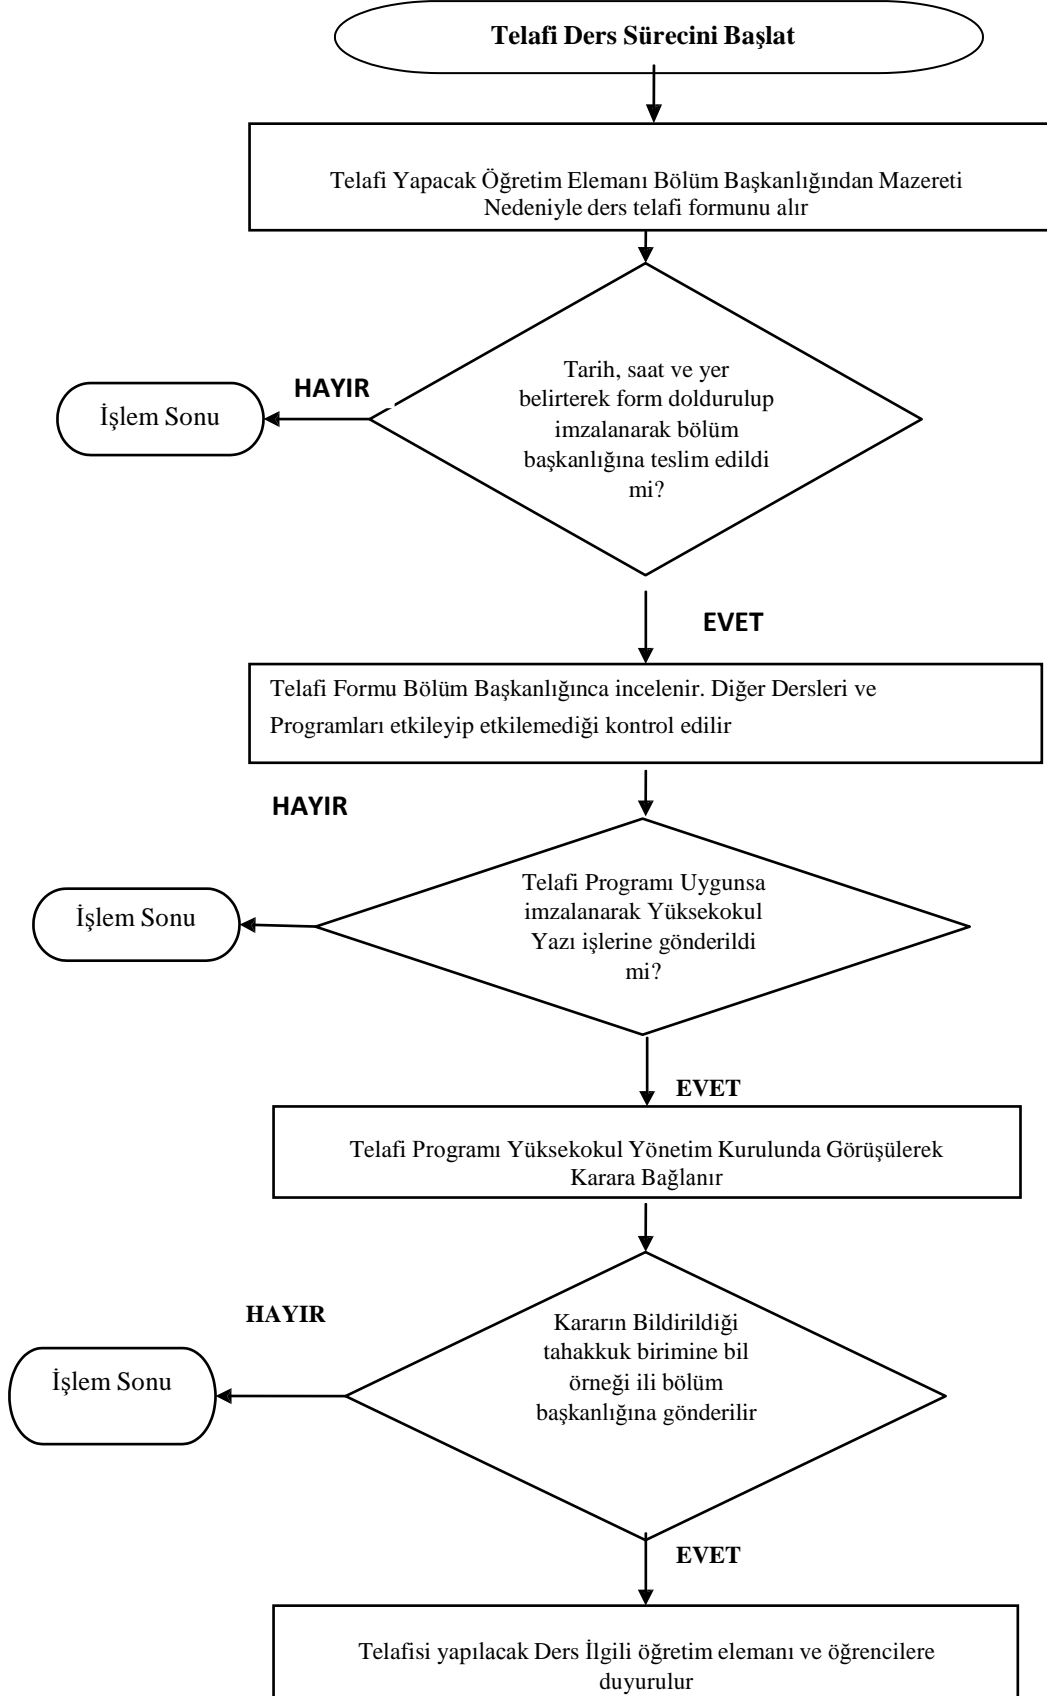 Telafi Ders Sürecini Başlat
Telafi Yapacak Öğretim Elemanı Bölüm Başkanlığından Mazereti
Nedeniyle ders telafi formunu alır
Tarih, saat ve yer
belirterek form doldurulup
imzalanarak bölüm
başkanlığına teslim edildi
mi?
HAYIR
İşlem Sonu
EVET
Telafi Formu Bölüm Başkanlığınca incelenir. Diğer Dersleri ve
Programları etkileyip etkilemediği kontrol edilir
HAYIR
Telafi Programı Uygunsa
imzalanarak Yüksekokul
Yazı işlerine gönderildi
mi?
İşlem Sonu
EVET
Telafi Programı Yüksekokul Yönetim Kurulunda Görüşülerek
Karara Bağlanır
HAYIR
Kararın Bildirildiği
tahakkuk birimine bil
örneği ili bölüm
başkanlığına gönderilir
İşlem Sonu
EVET
Telafisi yapılacak Ders İlgili öğretim elemanı ve öğrencilere
duyurulur